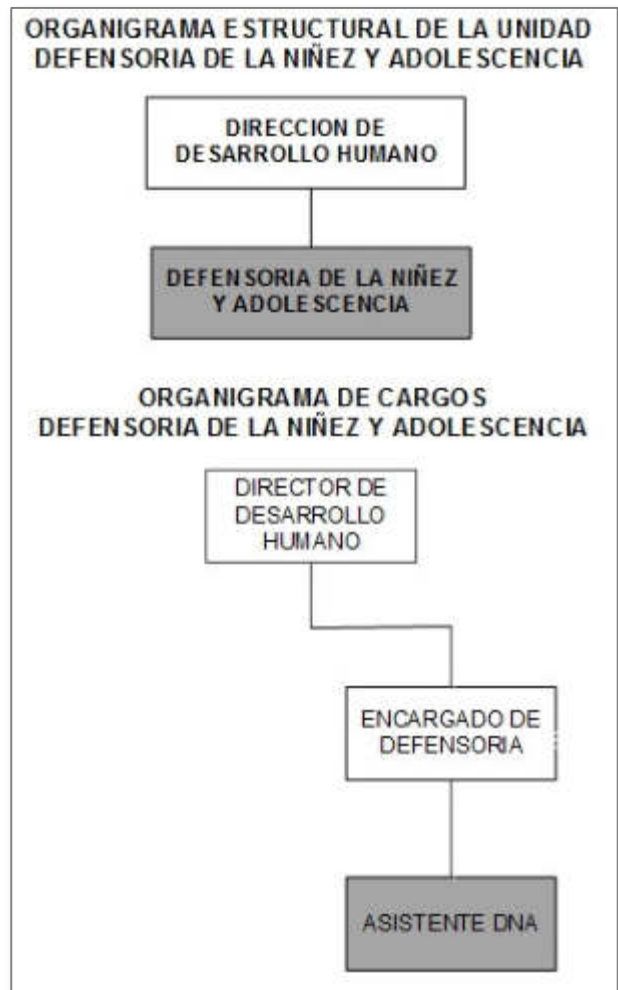 ORGANIGRAMA ESTRUCTURAL DE LA UNIDAD
DEFENSORIA DE LA NIÑEZ Y ADOLESCENCIA
DIRECCION DE
DESARROLLO HUMANO
DEFENSORIA DE LA NIÑEZ
Y ADOLESCENCIA
ORGANIGRAMA DE CARGOS
DEFENSORIA DE LA NIÑEZ Y ADOLESCENCIA
DIRECTOR DE
DESARROLLO
HUMANO
ENCARGADO DE
DEFENSORIA
ASISTENTE DNA